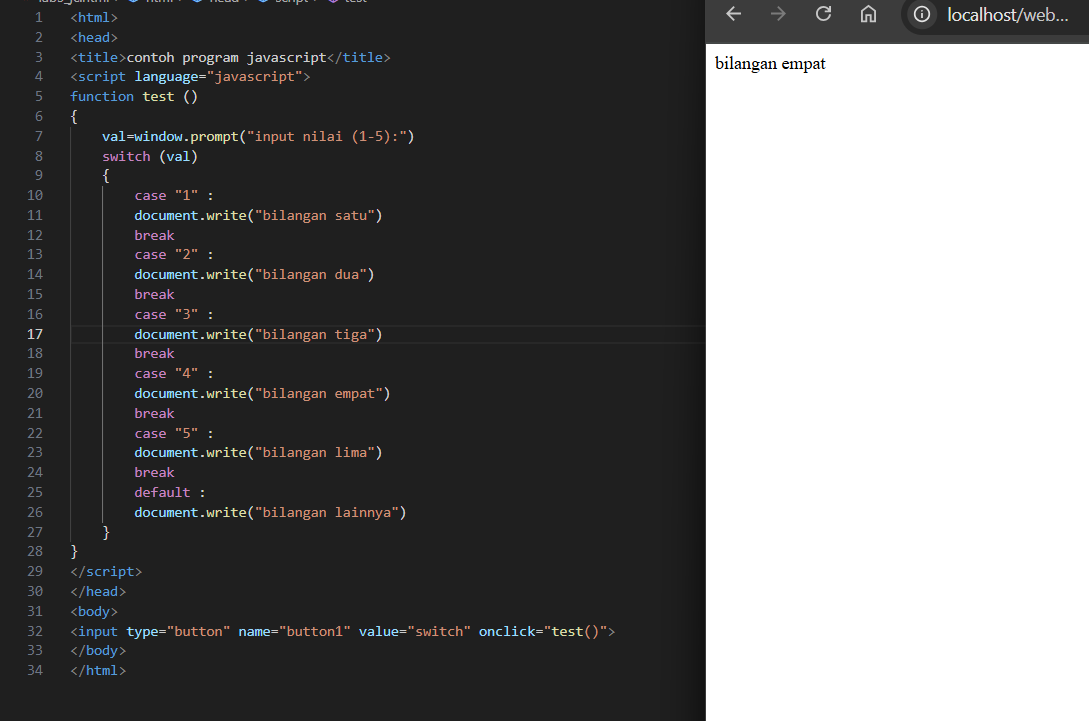 html head script test
1 <html>
2 <head>
3 <title>contoh program javascript</title>
4 <script language="javascript">
5 function test ()
6 {
7 val=window.prompt("input nilai (1-5):")
8 switch (val)
9 {
10 case "1" :
11 document.write("bilangan satu")
12 break
13 case "2" :
14 document.write("bilangan dua")
15 break
16 case "3" :
17 document.write("bilangan tiga")
18 break
19 case "4" :
20 document.write("bilangan empat")
21 break
22 case "5" :
23 document.write("bilangan lima")
24 break
25 default :
26 document.write("bilangan lainnya")
27 }
28 }
29 </script>
30 </head>
31 <body>
32 <input type="button" name="button1" value="switch" onclick="test()">
33 </body>
34 </html>
localhost/web...
bilangan empat